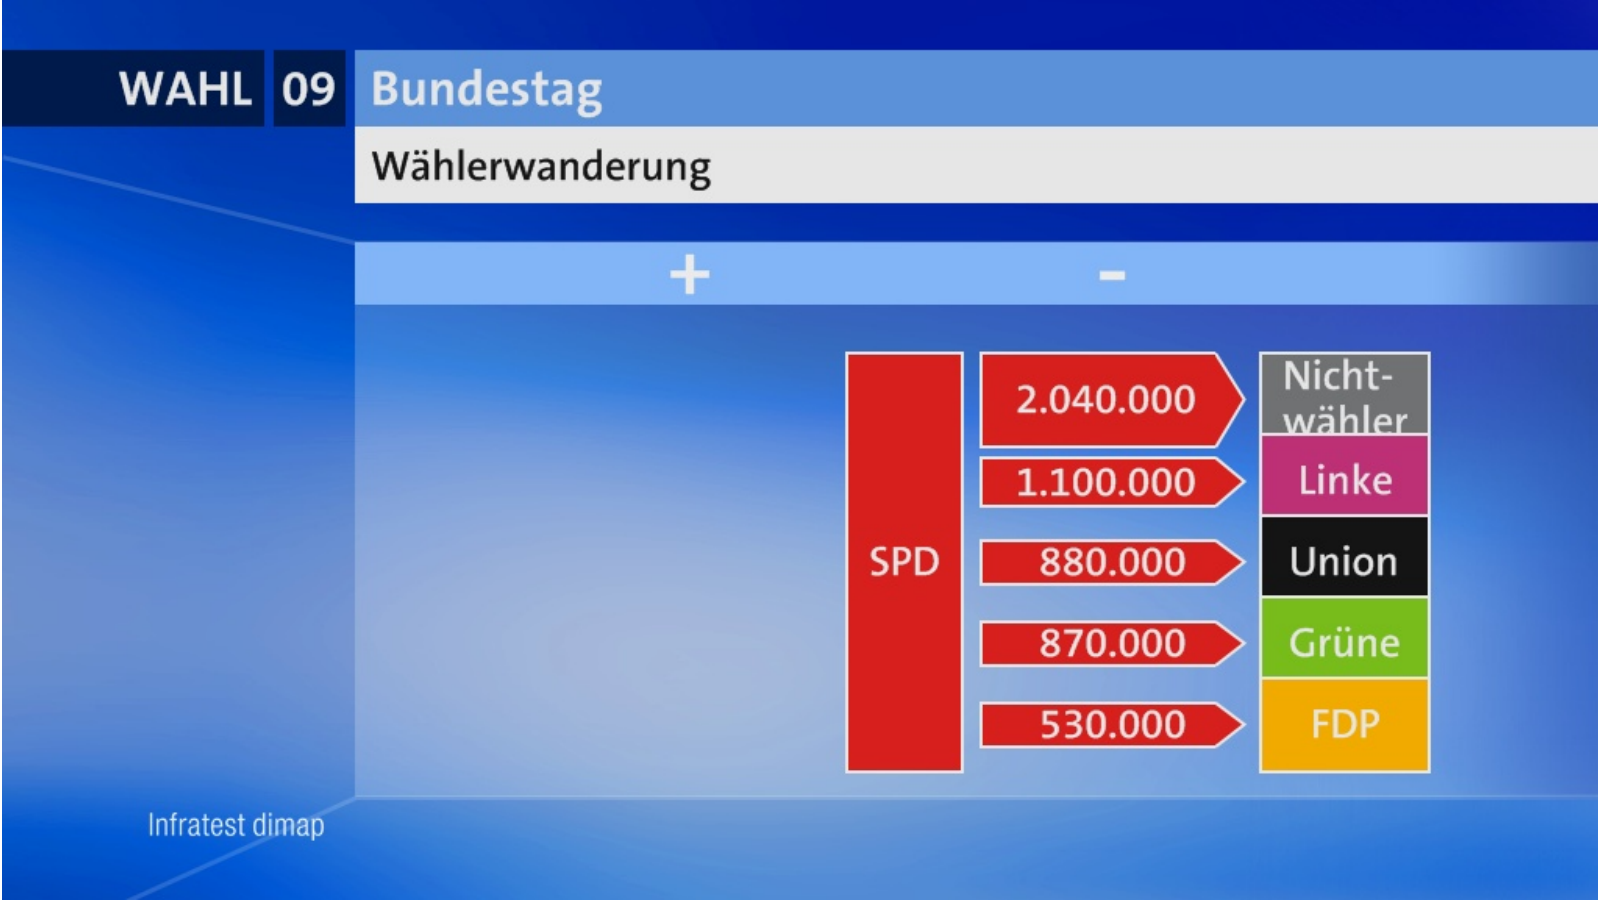 WAHL 09 Bundestag
Wählerwanderung
+ -
2.040.000 Nicht-
wähler
1.100.000 Linke
SPD 880.000 Union
870.000 Grüne
530.000 FDP
Infratest dimap